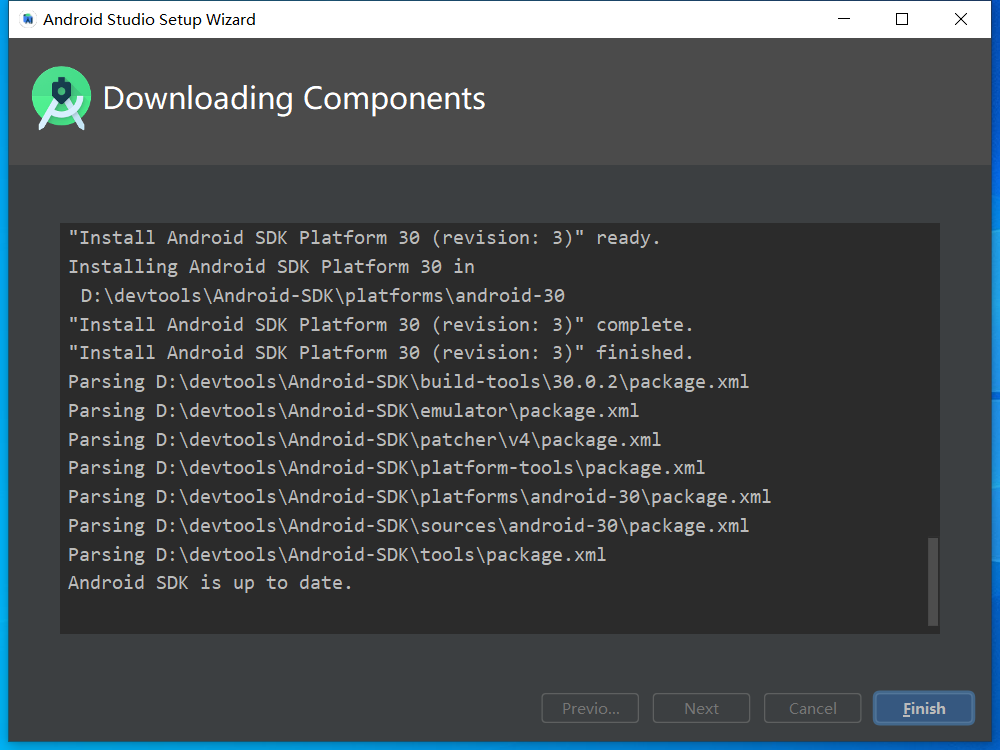 Android Studio Setup Wizard
Downloading Components
"Install Android SDK Platform 30 (revision: 3)" ready.
Installing Android SDK Platform 30 in
D:\devtools\Android-SDK\platforms\android-30
"Install Android SDK Platform 30 (revision: 3)" complete.
"Install Android SDK Platform 30 (revision: 3)" finished.
Parsing D:\devtools\Android-SDK\build-tools\30.0.2\package.xml
Parsing D:\devtools\Android-SDK\emulator\package.xml
Parsing D:\devtools\Android-SDK\patcher\v4\package.xml
Parsing D:\devtools\Android-SDK\platform-tools\package.xml
Parsing D:\devtools\Android-SDK\platforms\android-30\package.xml
Parsing D:\devtools\Android-SDK\sources\android-30\package.xml
Parsing D:\devtools\Android-SDK\tools\package.xml
Android SDK is up to date.
Previo... Next Cancel Finish